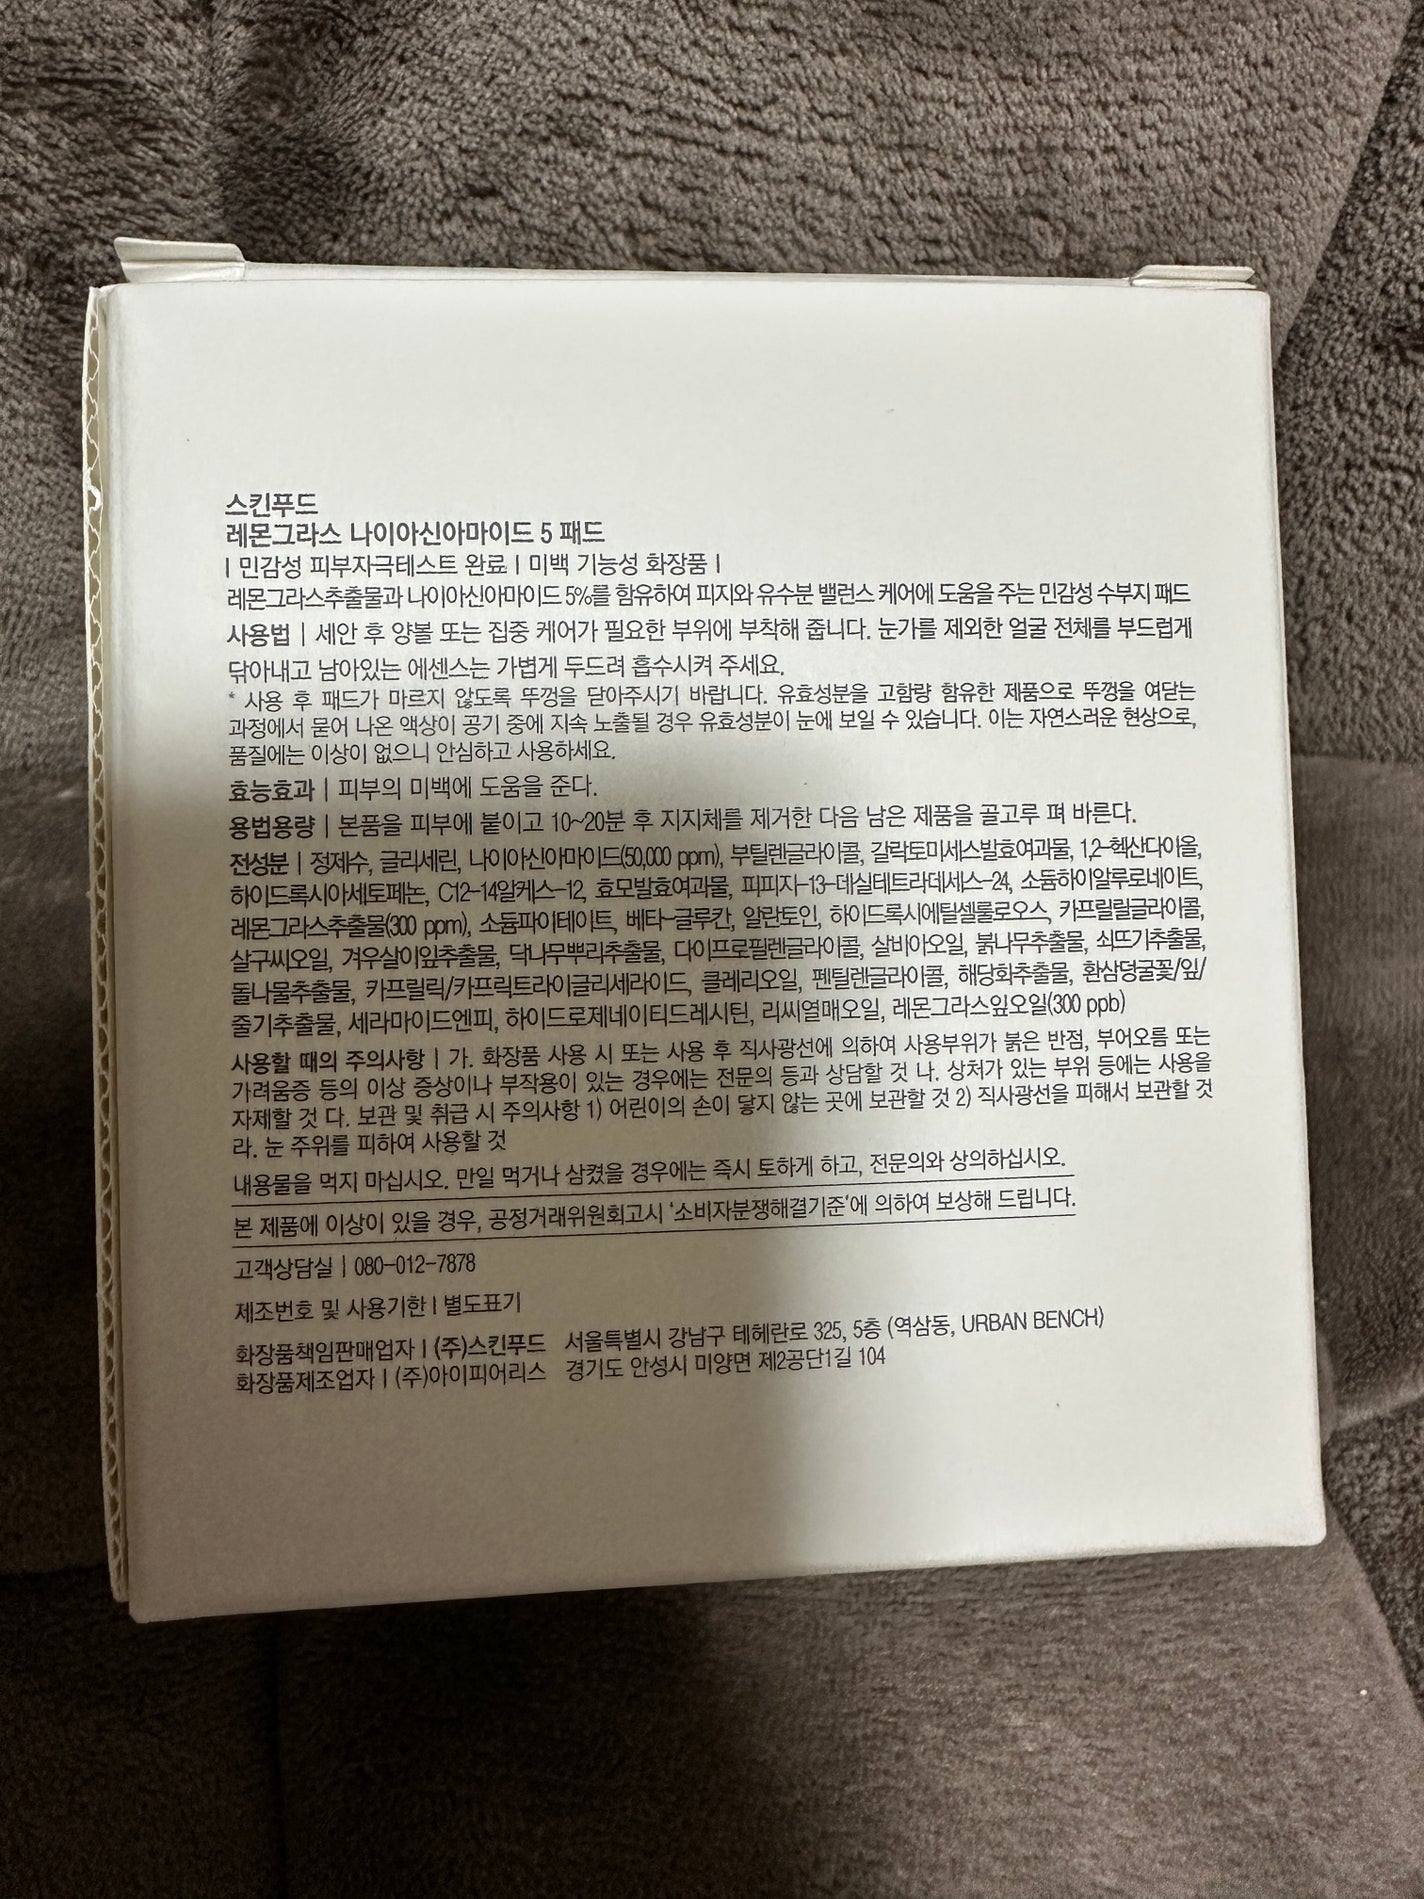 스킨푸드
레몬그라스 나이아신아마이드 5 패드
| 민감성 피부자극테스트 완료 | 미백 기능성 화장품 |
레몬그라스추출물과 나이아신아마이드 5%를 함유하여 피지와 유수분 밸런스 케어에 도움을 주는 민감성 수부지 패드
사용법 | 세안 후 양볼 또는 집중 케어가 필요한 부위에 부착해 줍니다. 눈가를 제외한 얼굴 전체를 부드럽게
닦아내고 남아있는 에센스는 가볍게 두드려 흡수시켜 주세요.
* 사용 후 패드가 마르지 않도록 뚜껑을 닫아주시기 바랍니다. 유효성분을 고함량 함유한 제품으로 뚜껑을 여닫는
과정에서 묻어 나온 액상이 공기 중에 지속 노출될 경우 유효성분이 눈에 보일 수 있습니다. 이는 자연스러운 현상으로,
품질에는 이상이 없으니 안심하고 사용하세요.
효능효과 | 피부의 미백에 도움을 준다.
용법용량 | 본품을 피부에 붙이고 10~20분 후 지지체를 제거한 다음 남은 제품을 골고루 펴 바른다.
전성분 | 정제수, 글리세린, 나이아신아마이드(50,000 ppm), 부틸렌글라이콜, 갈락토미세스발효여과물, 1,2-헥산다이올,
하이드록시아세토페논, C12-14알케스-12, 효모발효여과물, 피피지-13-데실테트라데세스-24, 소듐하이알루로네이트,
레몬그라스추출물(300 ppm), 소듐파이테이트, 베타-글루칸, 알란토인, 하이드록시에틸셀룰로오스, 카프릴릴글라이콜,
살구씨오일, 겨우살이잎추출물, 닥나무뿌리추출물, 다이프로필렌글라이콜, 살비아오일, 붉나무추출물, 쇠뜨기추출물,
돌나물추출물, 카프릴릭/카프릭트라이글리세라이드, 클레리오일, 펜틸렌글라이콜, 해당화추출물, 환삼덩굴꽃/잎/
줄기추출물, 세라마이드엔피, 하이드로제네이티드레시틴, 리씨열매오일, 레몬그라스잎오일(300 ppb)
사용할 때의 주의사항 | 가. 화장품 사용 시 또는 사용 후 직사광선에 의하여 사용부위가 붉은 반점, 부어오름 또는
가려움증 등의 이상 증상이나 부작용이 있는 경우에는 전문의 등과 상담할 것 나. 상처가 있는 부위 등에는 사용을
자제할 것 다. 보관 및 취급 시 주의사항 1) 어린이의 손이 닿지 않는 곳에 보관할 것 2) 직사광선을 피해서 보관할 것
라. 눈 주위를 피하여 사용할 것
내용물을 먹지 마십시오. 만일 먹거나 삼켰을 경우에는 즉시 토하게 하고, 전문의와 상의하십시오.
본 제품에 이상이 있을 경우, 공정거래위원회고시 '소비자분쟁해결기준'에 의하여 보상해 드립니다.
고객상담실 | 080-012-7878
제조번호 및 사용기한 | 별도표기
화장품책임판매업자 | (주)스킨푸드 서울특별시 강남구 테헤란로 325, 5층 (역삼동, URBAN BENCH)
화장품제조업자 | (주)아이피어리스 경기도 안성시 미양면 제2공단1길 104